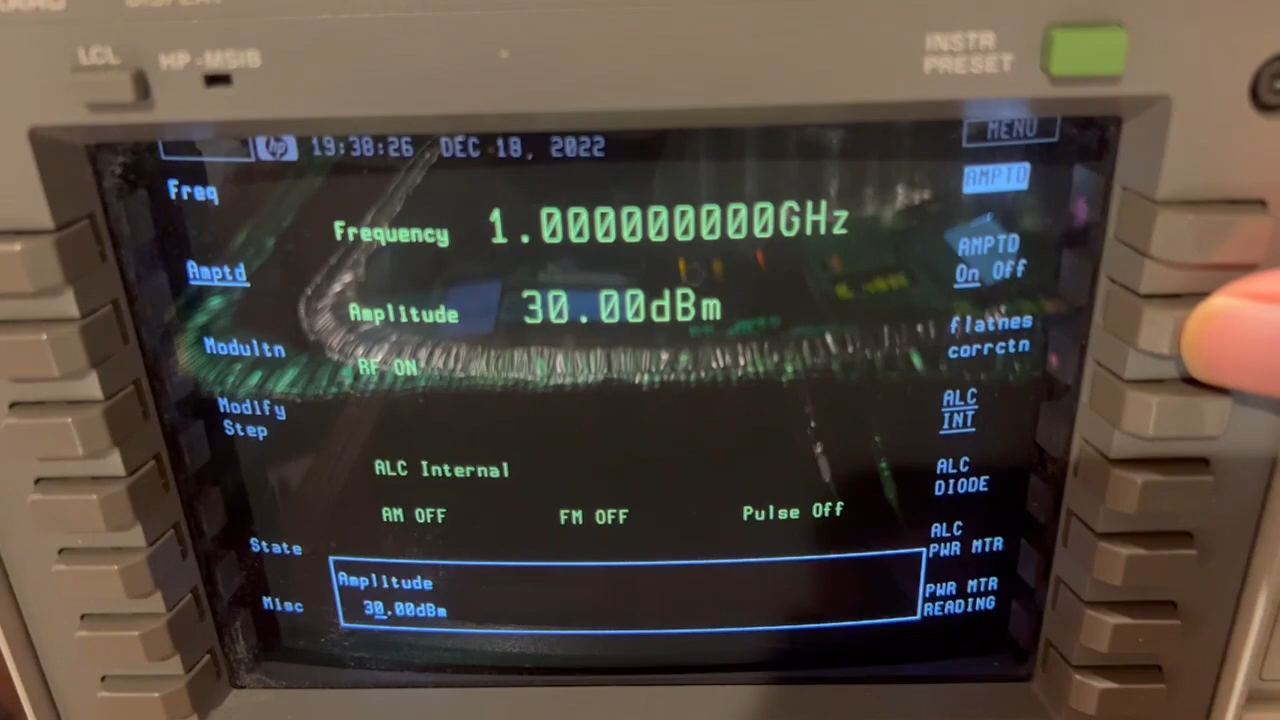 DISPLAY
LCL
HP-MSIB
INSTR
PRESET
hp 19:38:26 DEC 18, 2022
MENU
Freq
AMPTD
Frequency 1.000000000GHz
AMPTD
On Off
Amptd
Amplitude 30.00dBm
flatnes
corrctn
Modultn
RF ON
Modify
Step
ALC
INT
ALC Internal
ALC
DIODE
AM OFF FM OFF Pulse Off
State
ALC
PWR MTR
Amplitude
30.00dBm
Misc
PWR MTR
READING